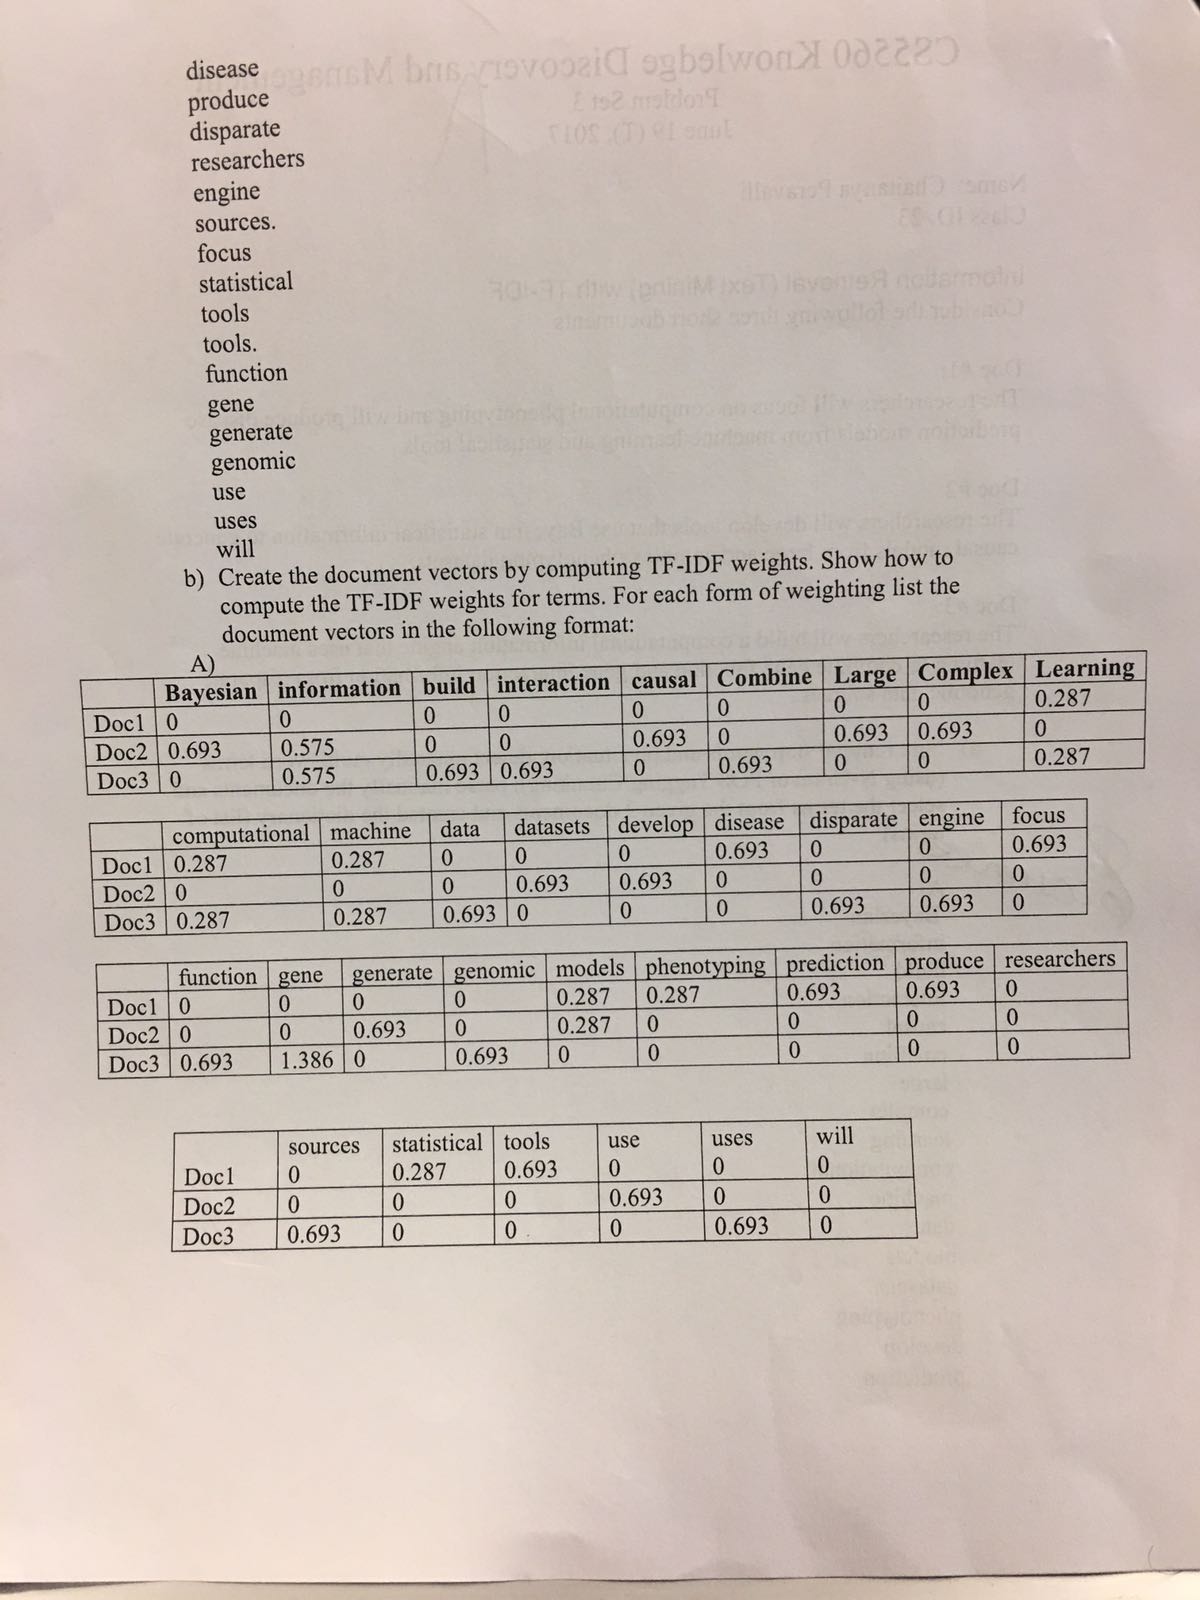 disease
produce
disparate
researchers
engine
sources.
focus
statistical
tools
tools.
function
gene
generate
genomic
use
uses
will
b) Create the document vectors by computing TF-IDF weights. Show how to
compute the TF-IDF weights for terms. For each form of weighting list the
document vectors in the following format:
A)
Bayesian information build interaction causal Combine Large Complex Learning
Doc1 0 0 0 0 0 0 0 0 0.287
Doc2 0.693 0.575 0 0 0.693 0 0.693 0.693 0
Doc3 0 0.575 0.693 0.693 0 0.693 0 0 0.287
computational machine data datasets develop disease disparate engine focus
Doc1 0.287 0.287 0 0 0 0.693 0 0 0.693
Doc2 0 0 0 0.693 0.693 0 0 0 0
Doc3 0.287 0.287 0.693 0 0 0 0.693 0.693 0
function gene generate genomic models phenotyping prediction produce researchers
Doc1 0 0 0 0 0.287 0.287 0.693 0.693 0
Doc2 0 0 0.693 0 0.287 0 0 0 0
Doc3 0.693 1.386 0 0.693 0 0 0 0 0
sources statistical tools use uses will
Doc1 0 0.287 0.693 0 0 0
Doc2 0 0 0 0.693 0 0
Doc3 0.693 0 0 0 0.693 0